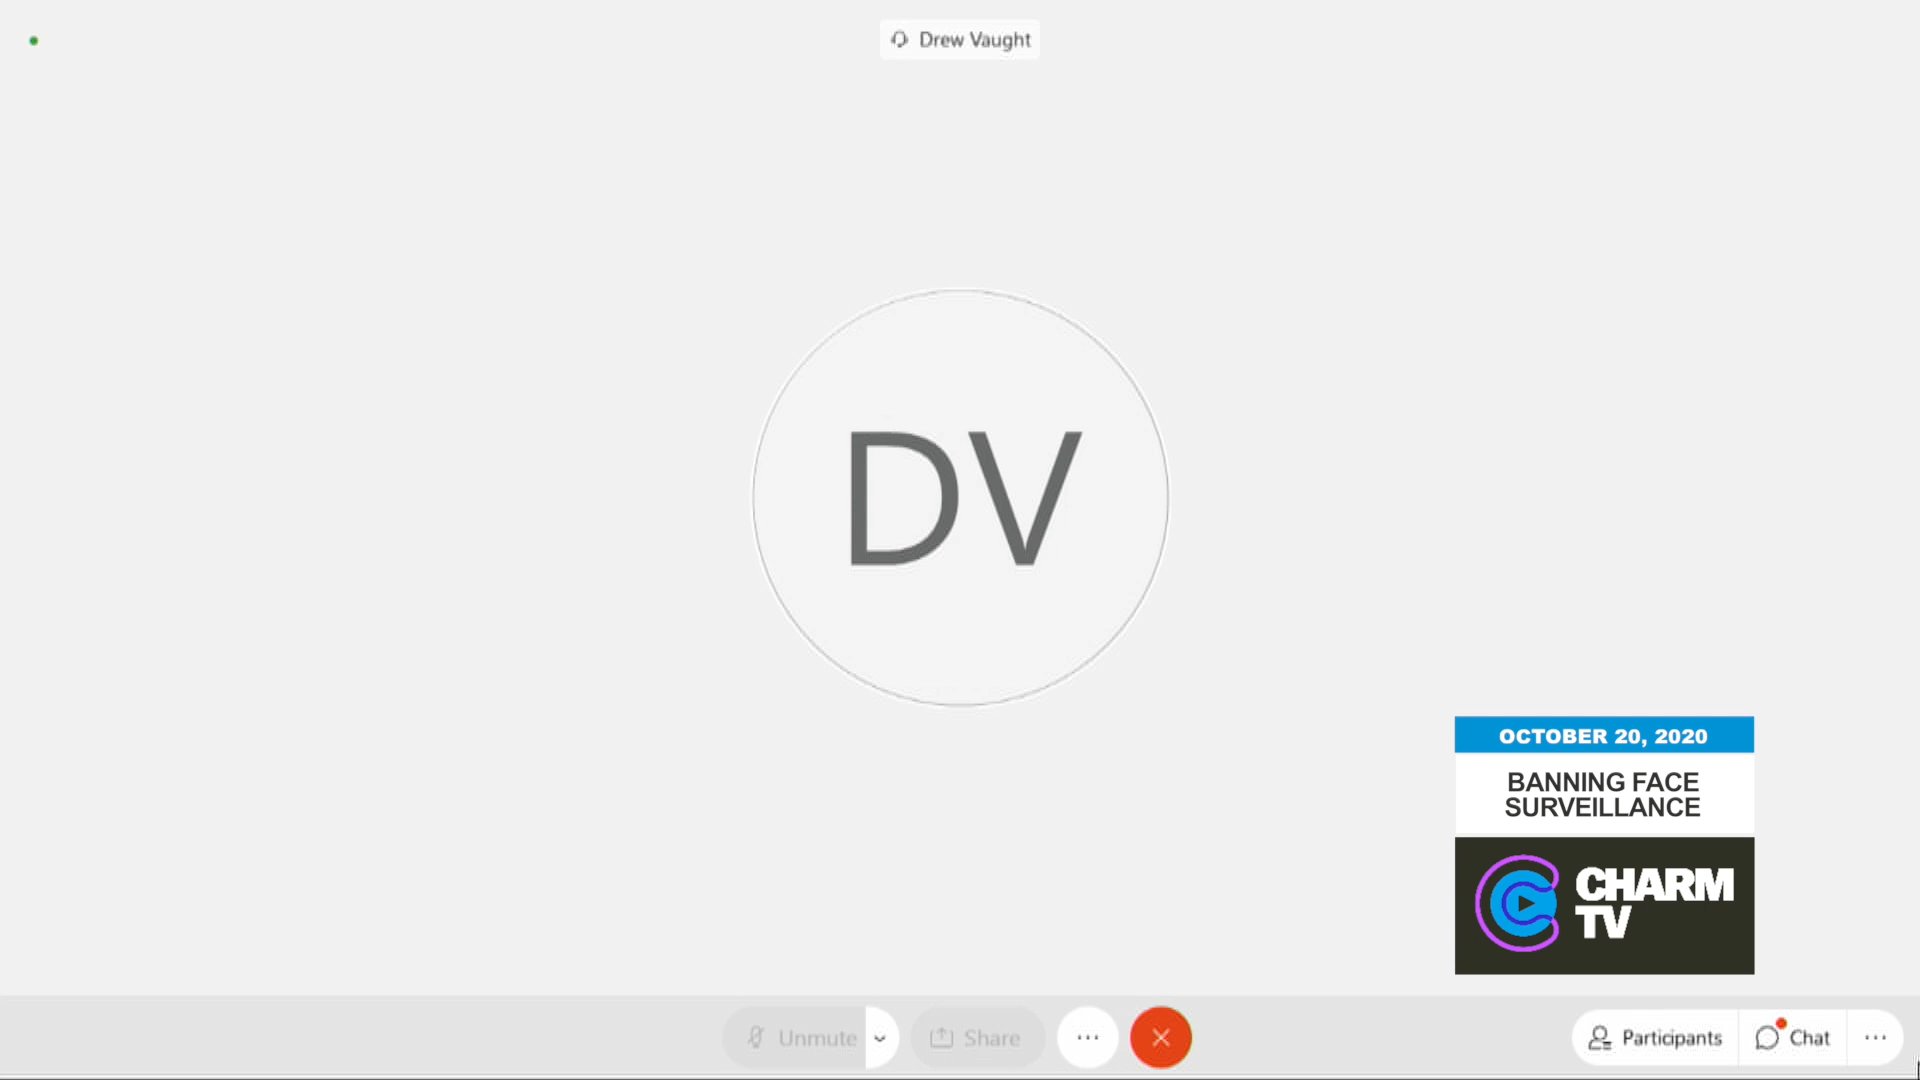 Drew Vaught
DV
OCTOBER 20, 2020
BANNING FACE
SURVEILLANCE
CHARM
TV
Unmute
Share
Participants
Chat